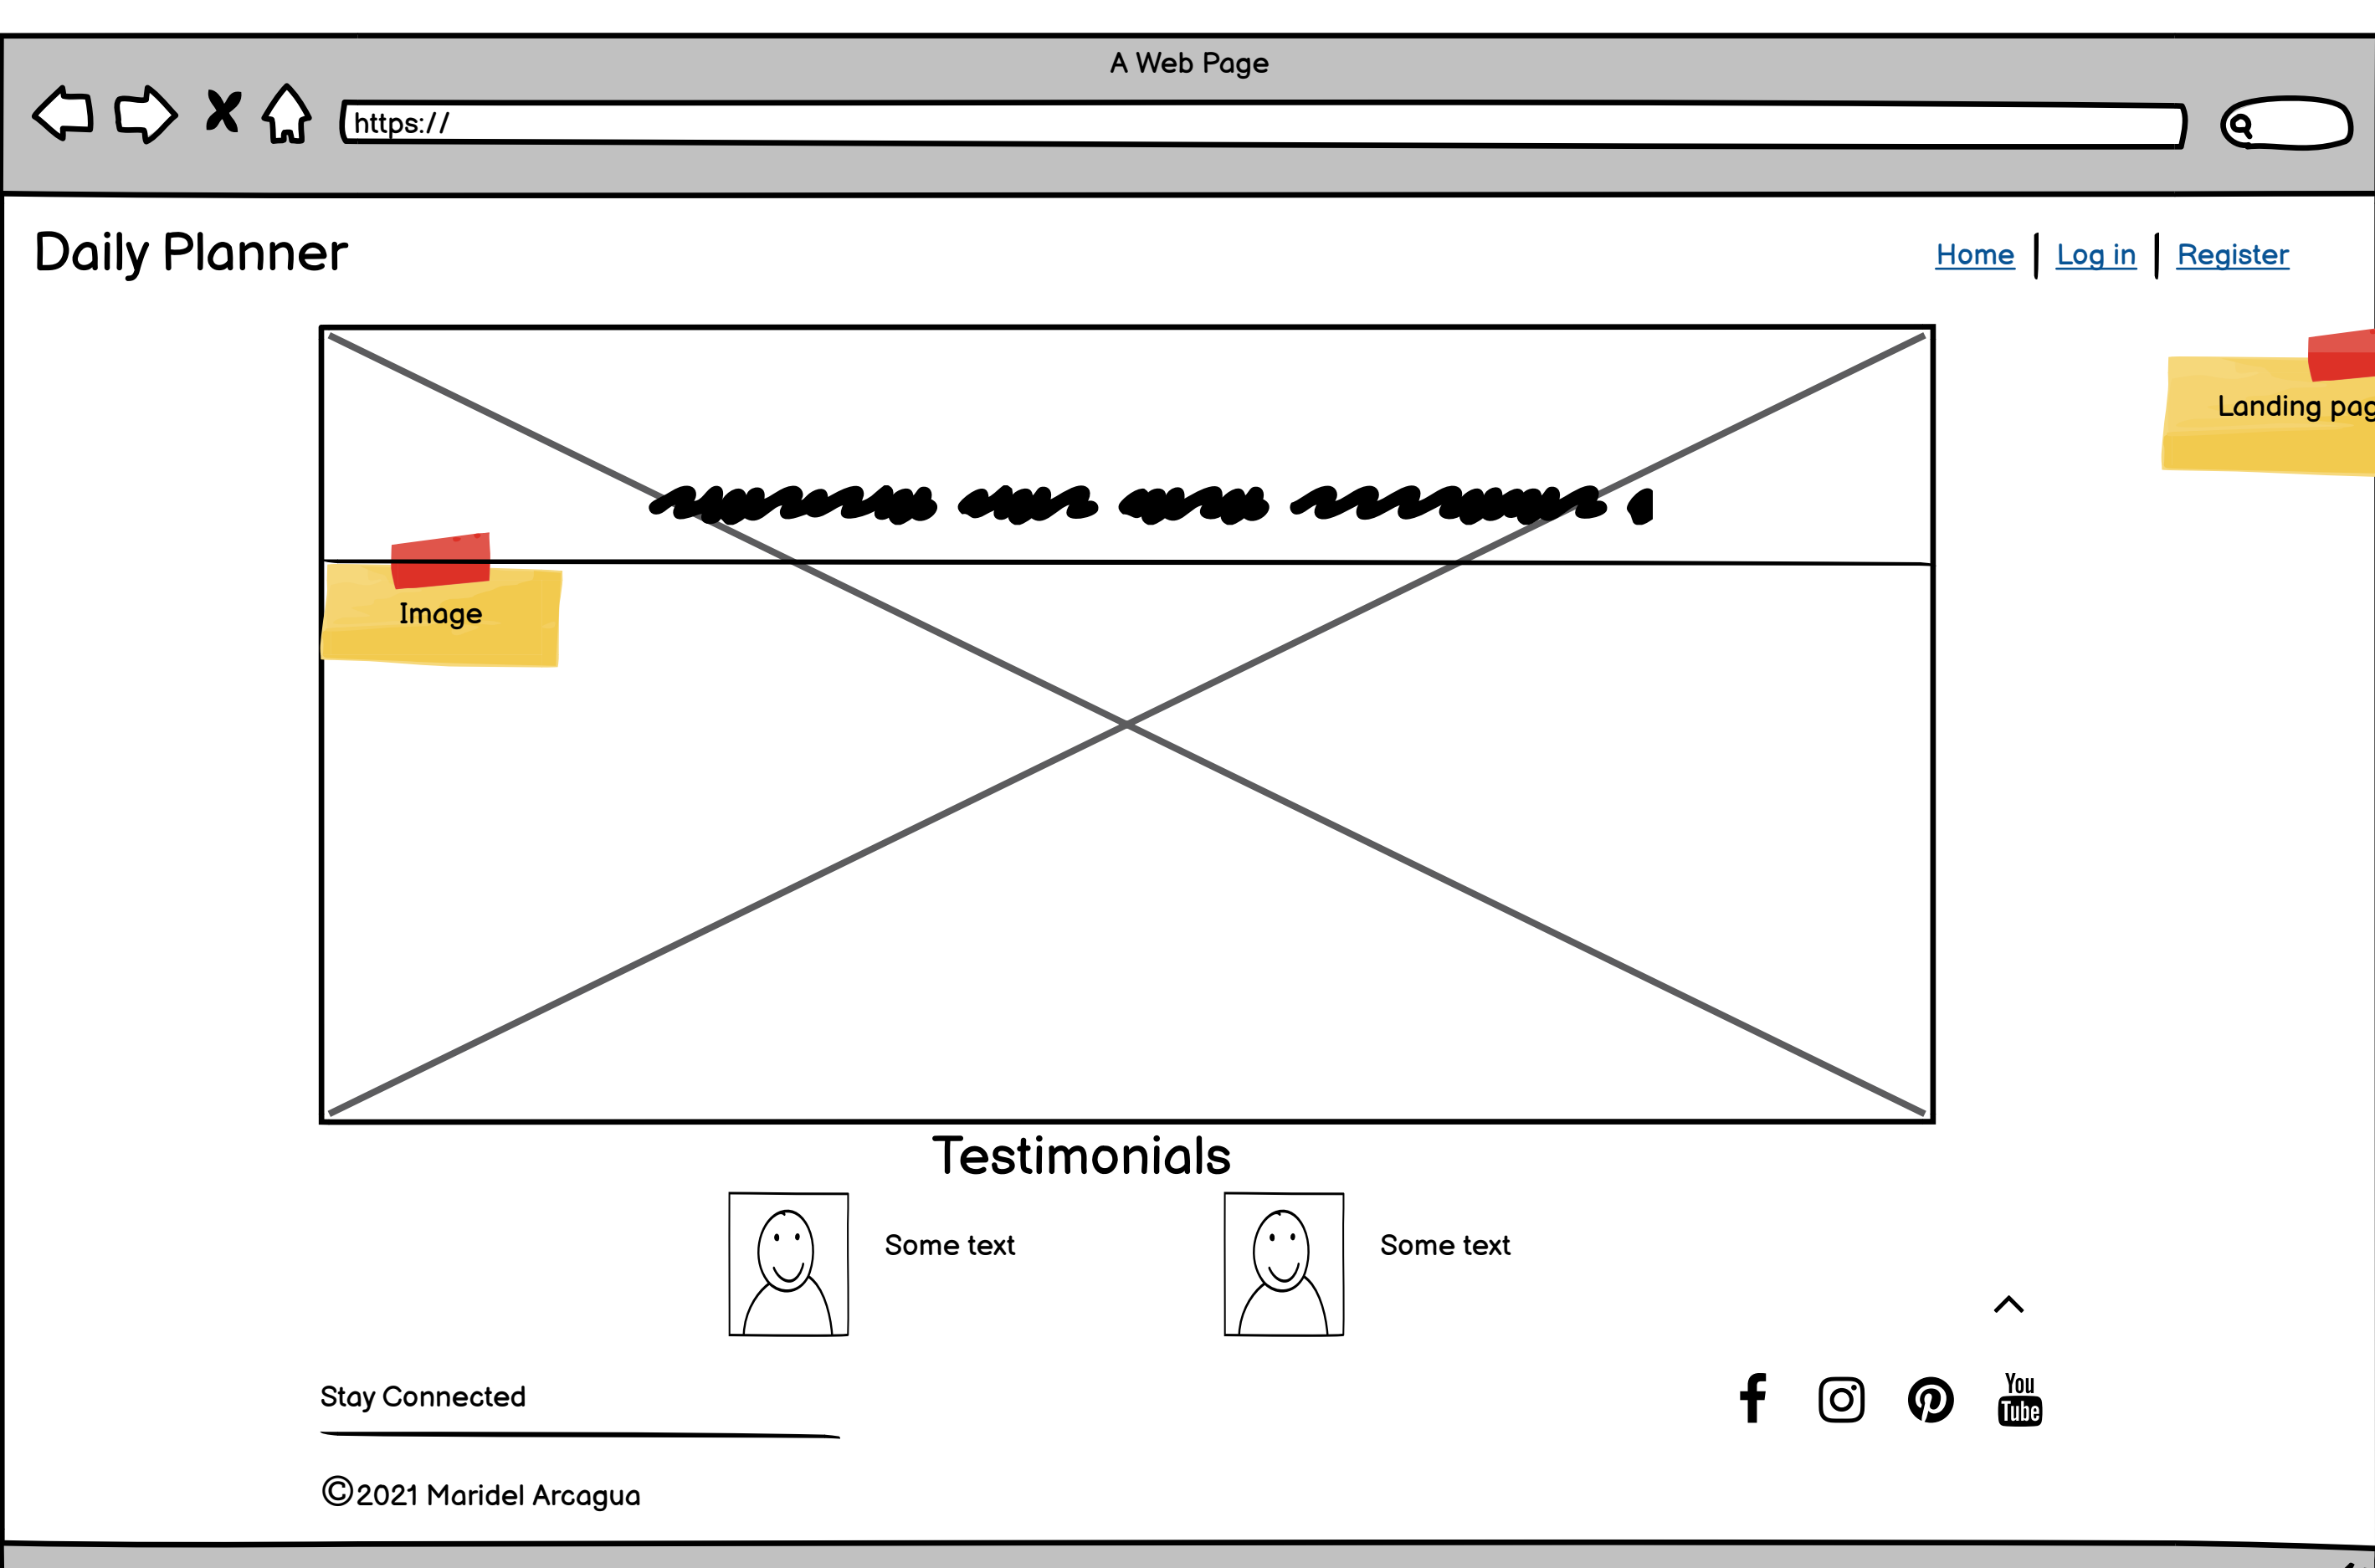 A Web Page
https://
Daily Planner
Home | Log in | Register
Landing
Image
Testimonials
Some text
Some text
Stay Connected
You
Tube
©2021 Maridel Arcagua